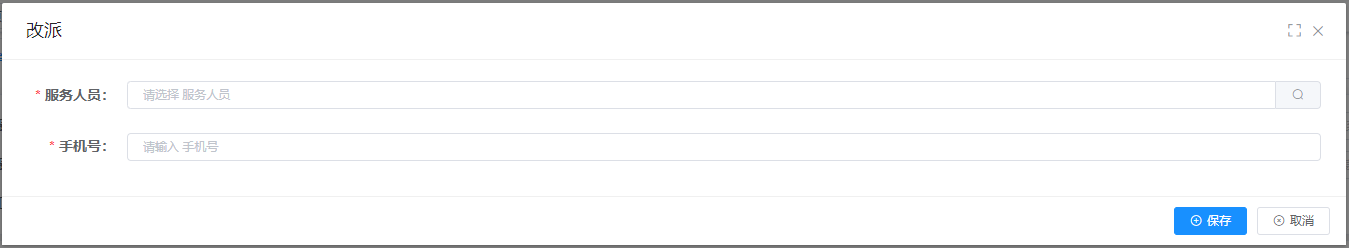 改派
* 服务人员：
请选择 服务人员
* 手机号：
请输入 手机号
保存
取消